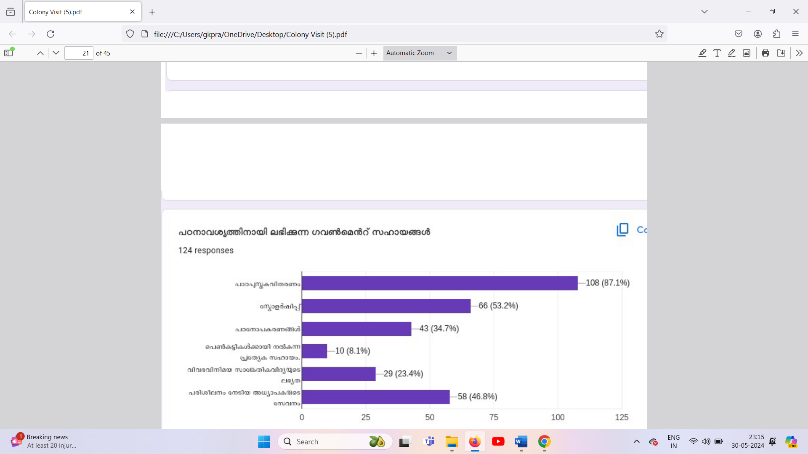 Colony Visit (5).pdf
file:///C:/Users/gkpra/OneDrive/Desktop/Colony Visit (5).pdf
21 of 45
Automatic Zoom
പഠനാവശ്യത്തിനായി ലഭിക്കുന്ന ഗവൺമെൻറ് സഹായങ്ങൾ
124 responses
പാഠപുസ്തകവിതരണം 108 (87.1%)
സ്കോളർഷിപ്പ് 66 (53.2%)
പഠനോപകരണങ്ങൾ 43 (34.7%)
പെൺകുട്ടികൾക്കായി നൽകുന്ന
പ്രത്യേക സഹായം. 10 (8.1%)
വിവരവിനിമയ സാങ്കേതികവിദ്യയുടെ
ലഭ്യത 29 (23.4%)
പരിശീലനം നേടിയ അധ്യാപകരുടെ
സേവനം 58 (46.8%)
0 25 50 75 100 125
Breaking news
At least 20 injur...
Search
ENG
IN
23:15
30-05-2024